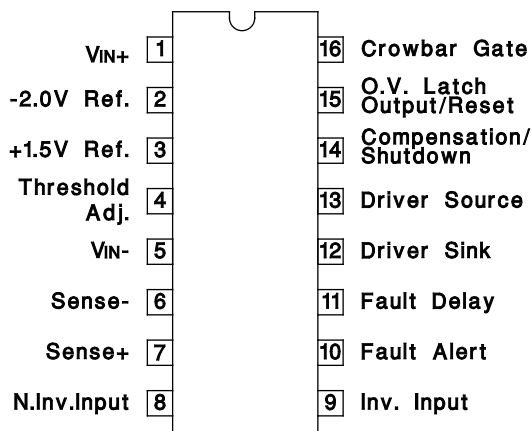 VIN+ 1 16 Crowbar Gate
-2.0V Ref. 2 15 O.V. Latch
Output/Reset
+1.5V Ref. 3 14 Compensation/
Shutdown
Threshold
Adj. 4 13 Driver Source
VIN- 5 12 Driver Sink
Sense- 6 11 Fault Delay
Sense+ 7 10 Fault Alert
N.Inv.Input 8 9 Inv. Input